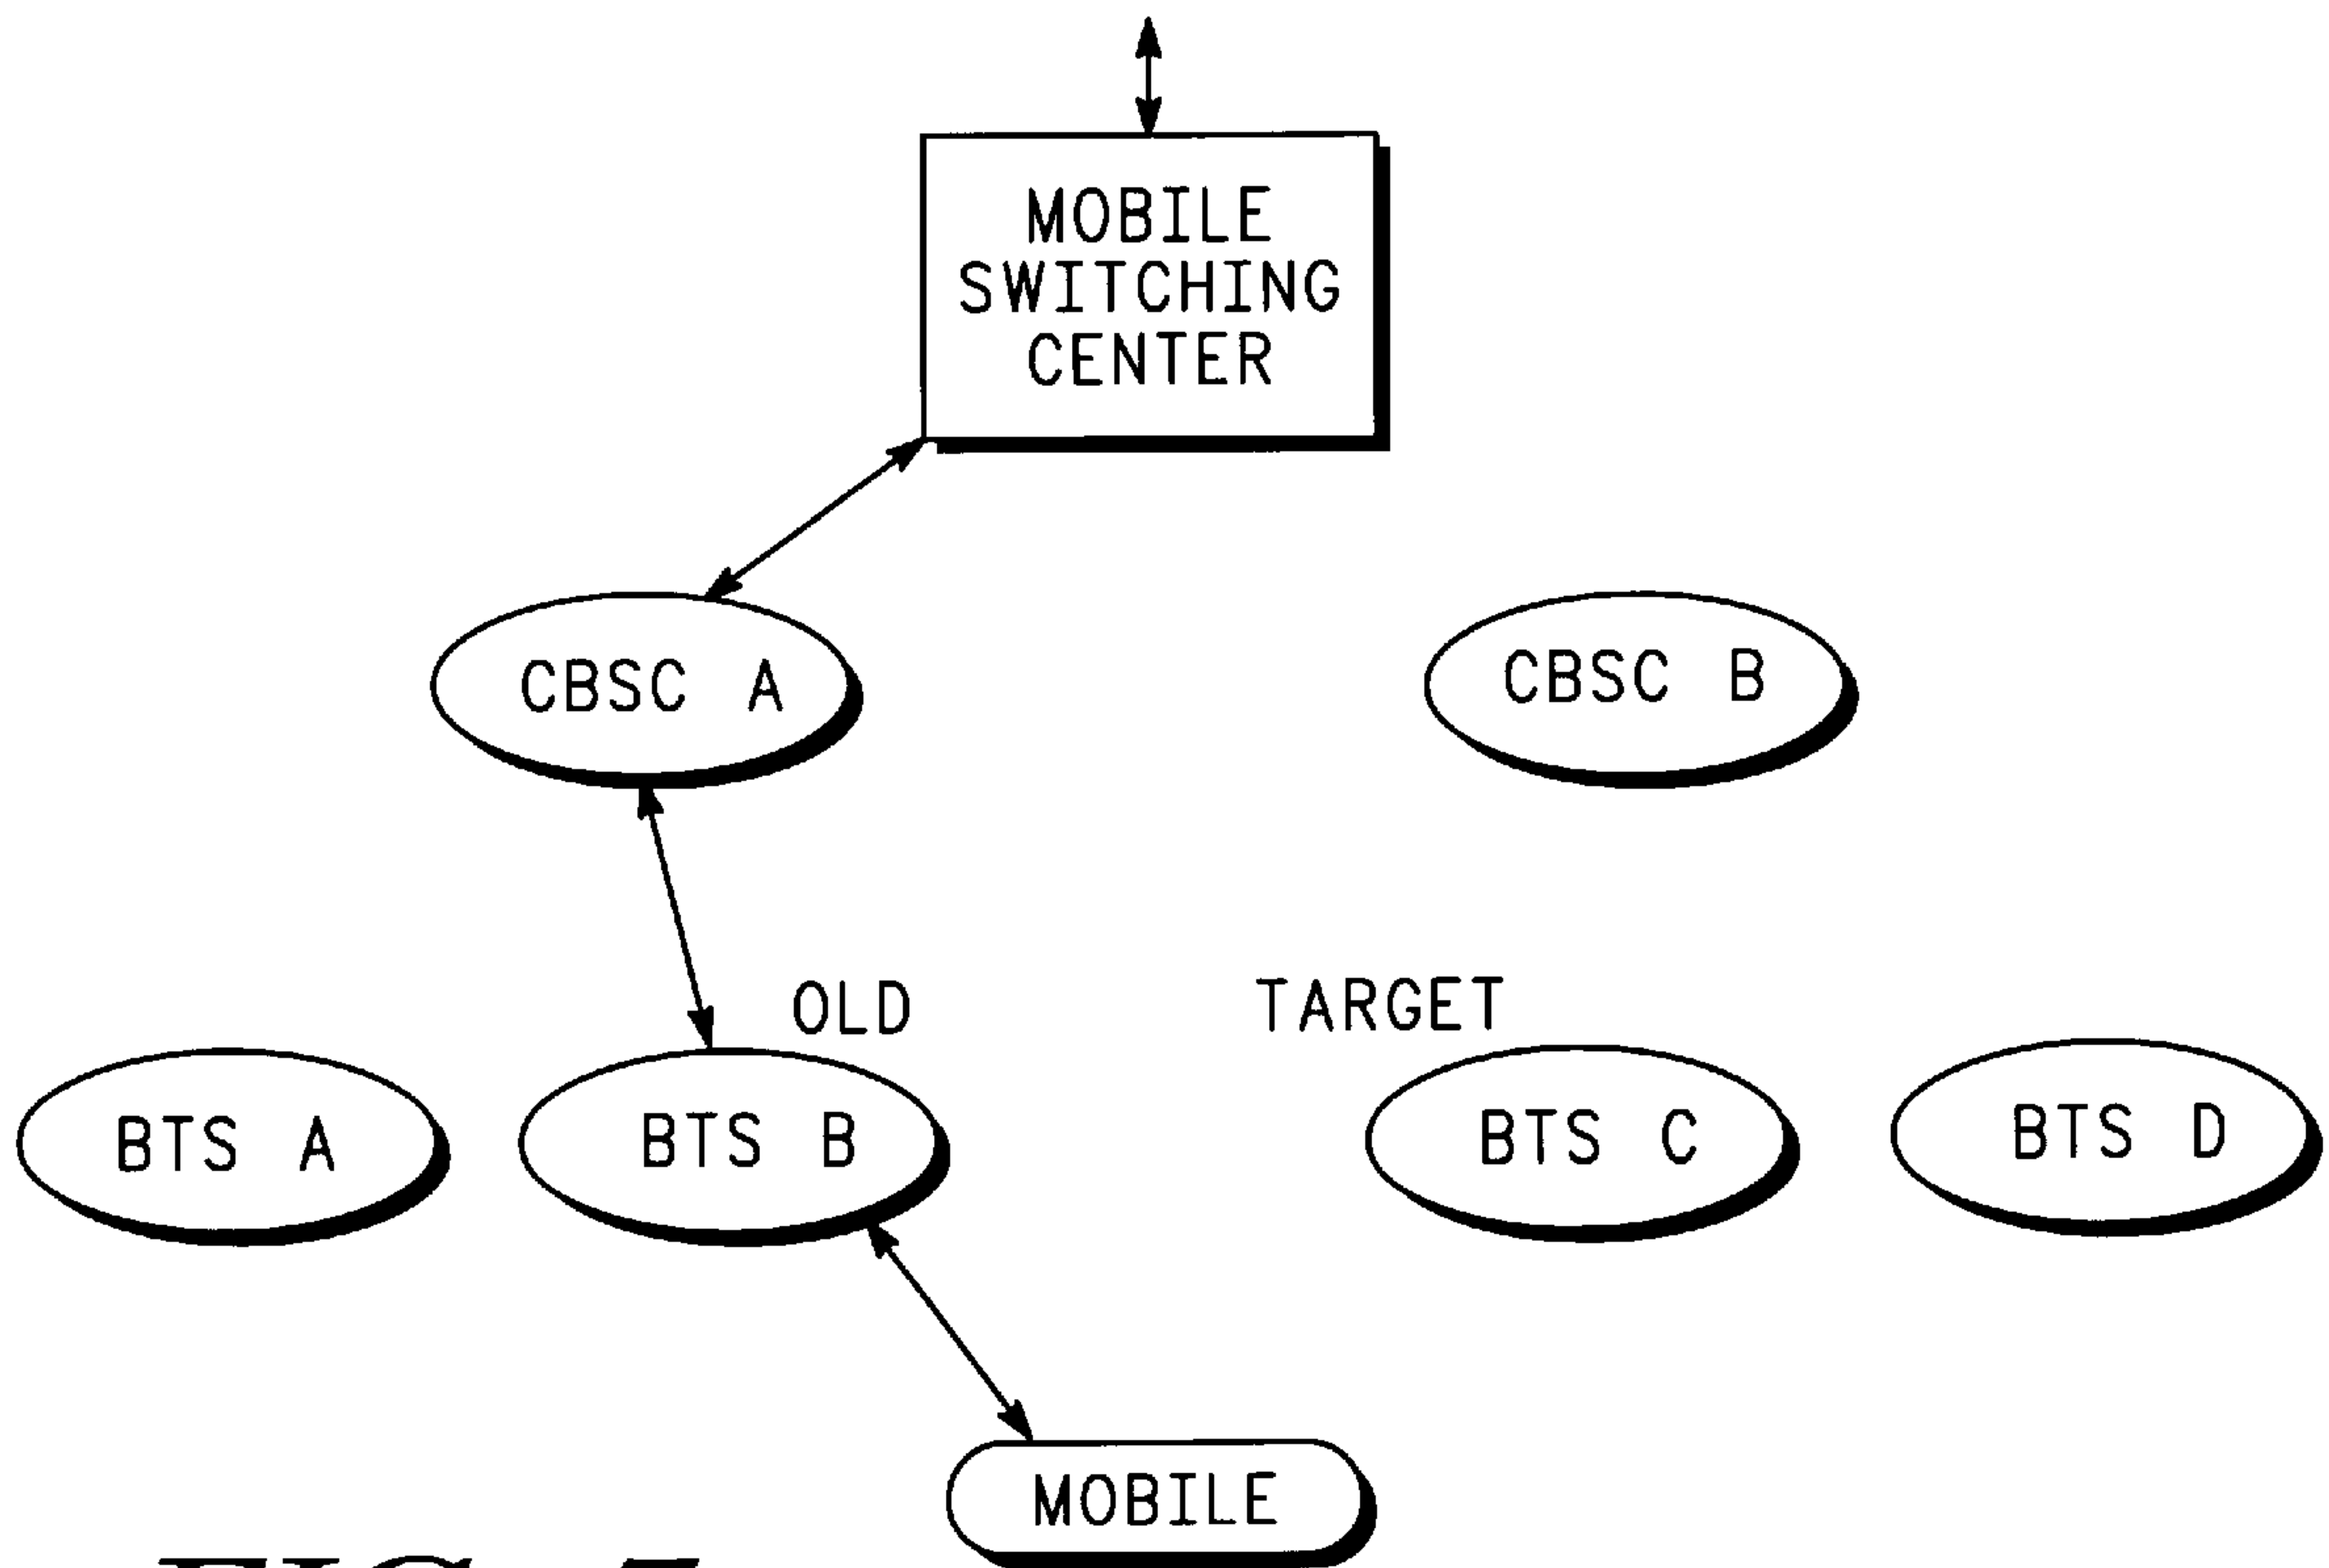 MOBILE
SWITCHING
CENTER
CBSC A
CBSC B
OLD
TARGET
BTS A
BTS B
BTS C
BTS D
MOBILE